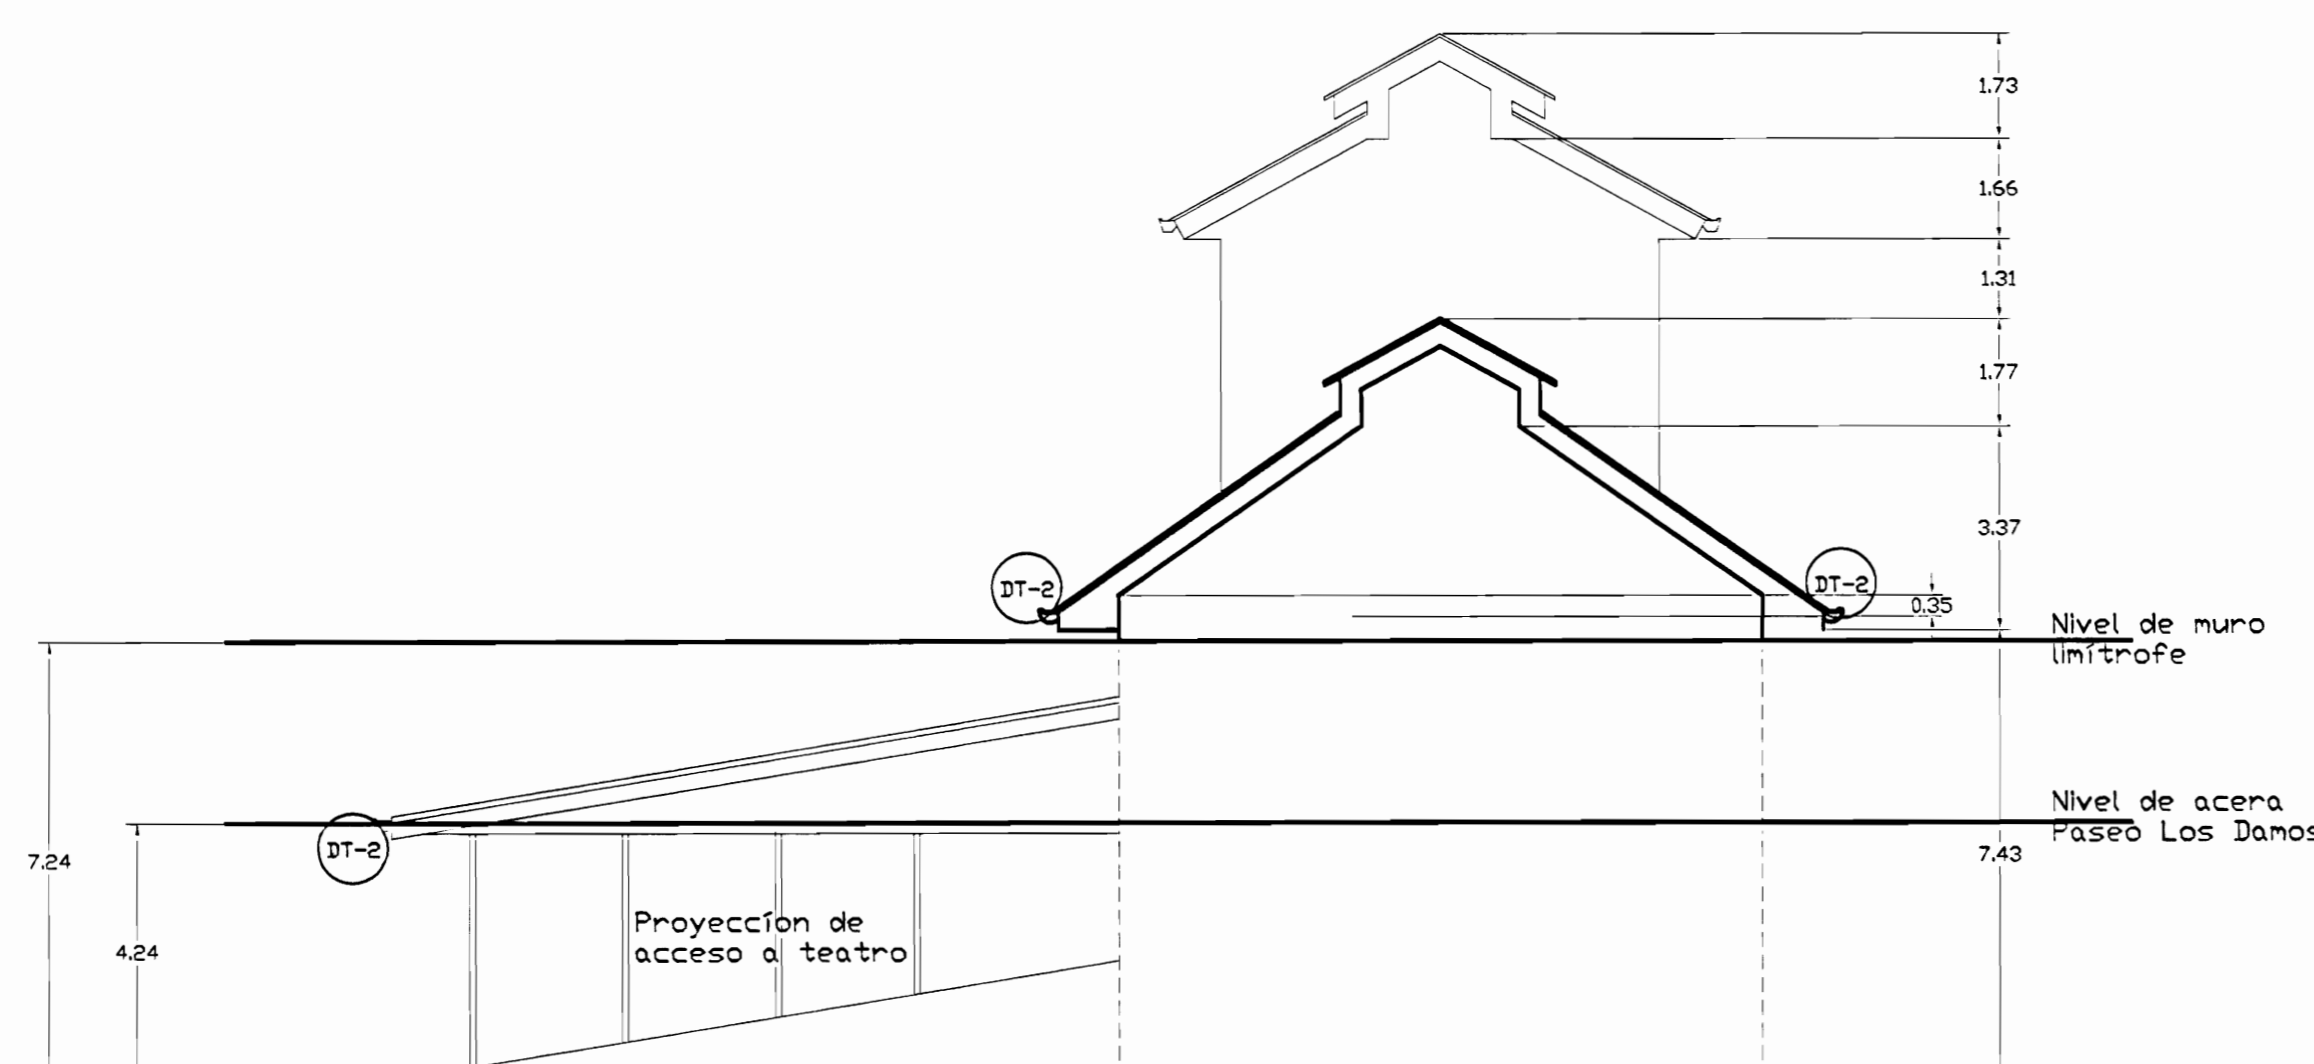 1.73
1.66
1.31
1.77
3.37
DT-2
DT-2
0.35
Nivel de muro
limítrofe
Nivel de acera
Paseo Los Damos
DT-2
7.24
7.43
Proyección de
acceso a teatro
4.24